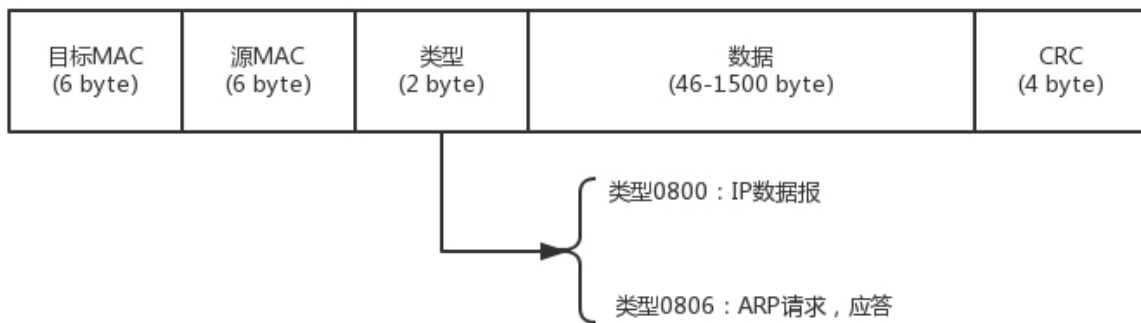 目标MAC
(6 byte)
源MAC
(6 byte)
类型
(2 byte)
数据
(46-1500 byte)
CRC
(4 byte)
类型0800：IP数据报
类型0806：ARP请求，应答